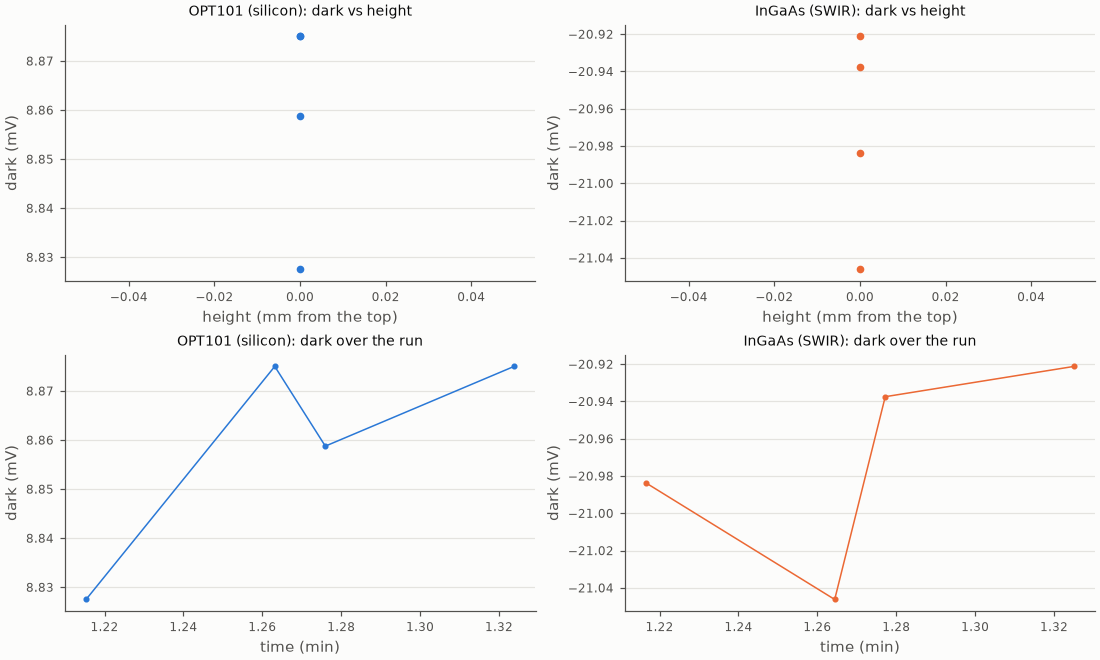 OPT101 (silicon): dark vs height
dark (mV)
8.87
8.86
8.85
8.84
8.83
−0.04 −0.02 0.00 0.02 0.04
height (mm from the top)
InGaAs (SWIR): dark vs height
dark (mV)
−20.92
−20.94
−20.96
−20.98
−21.00
−21.02
−21.04
−0.04 −0.02 0.00 0.02 0.04
height (mm from the top)
OPT101 (silicon): dark over the run
dark (mV)
8.87
8.86
8.85
8.84
8.83
1.22 1.24 1.26 1.28 1.30 1.32
time (min)
InGaAs (SWIR): dark over the run
dark (mV)
−20.92
−20.94
−20.96
−20.98
−21.00
−21.02
−21.04
1.22 1.24 1.26 1.28 1.30 1.32
time (min)